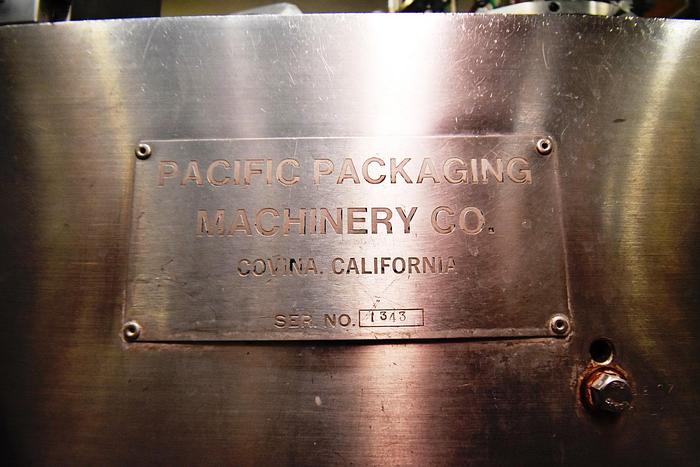 PACIFIC PACKAGING
MACHINERY CO.
COVINA. CALIFORNIA
SER. NO. 1343